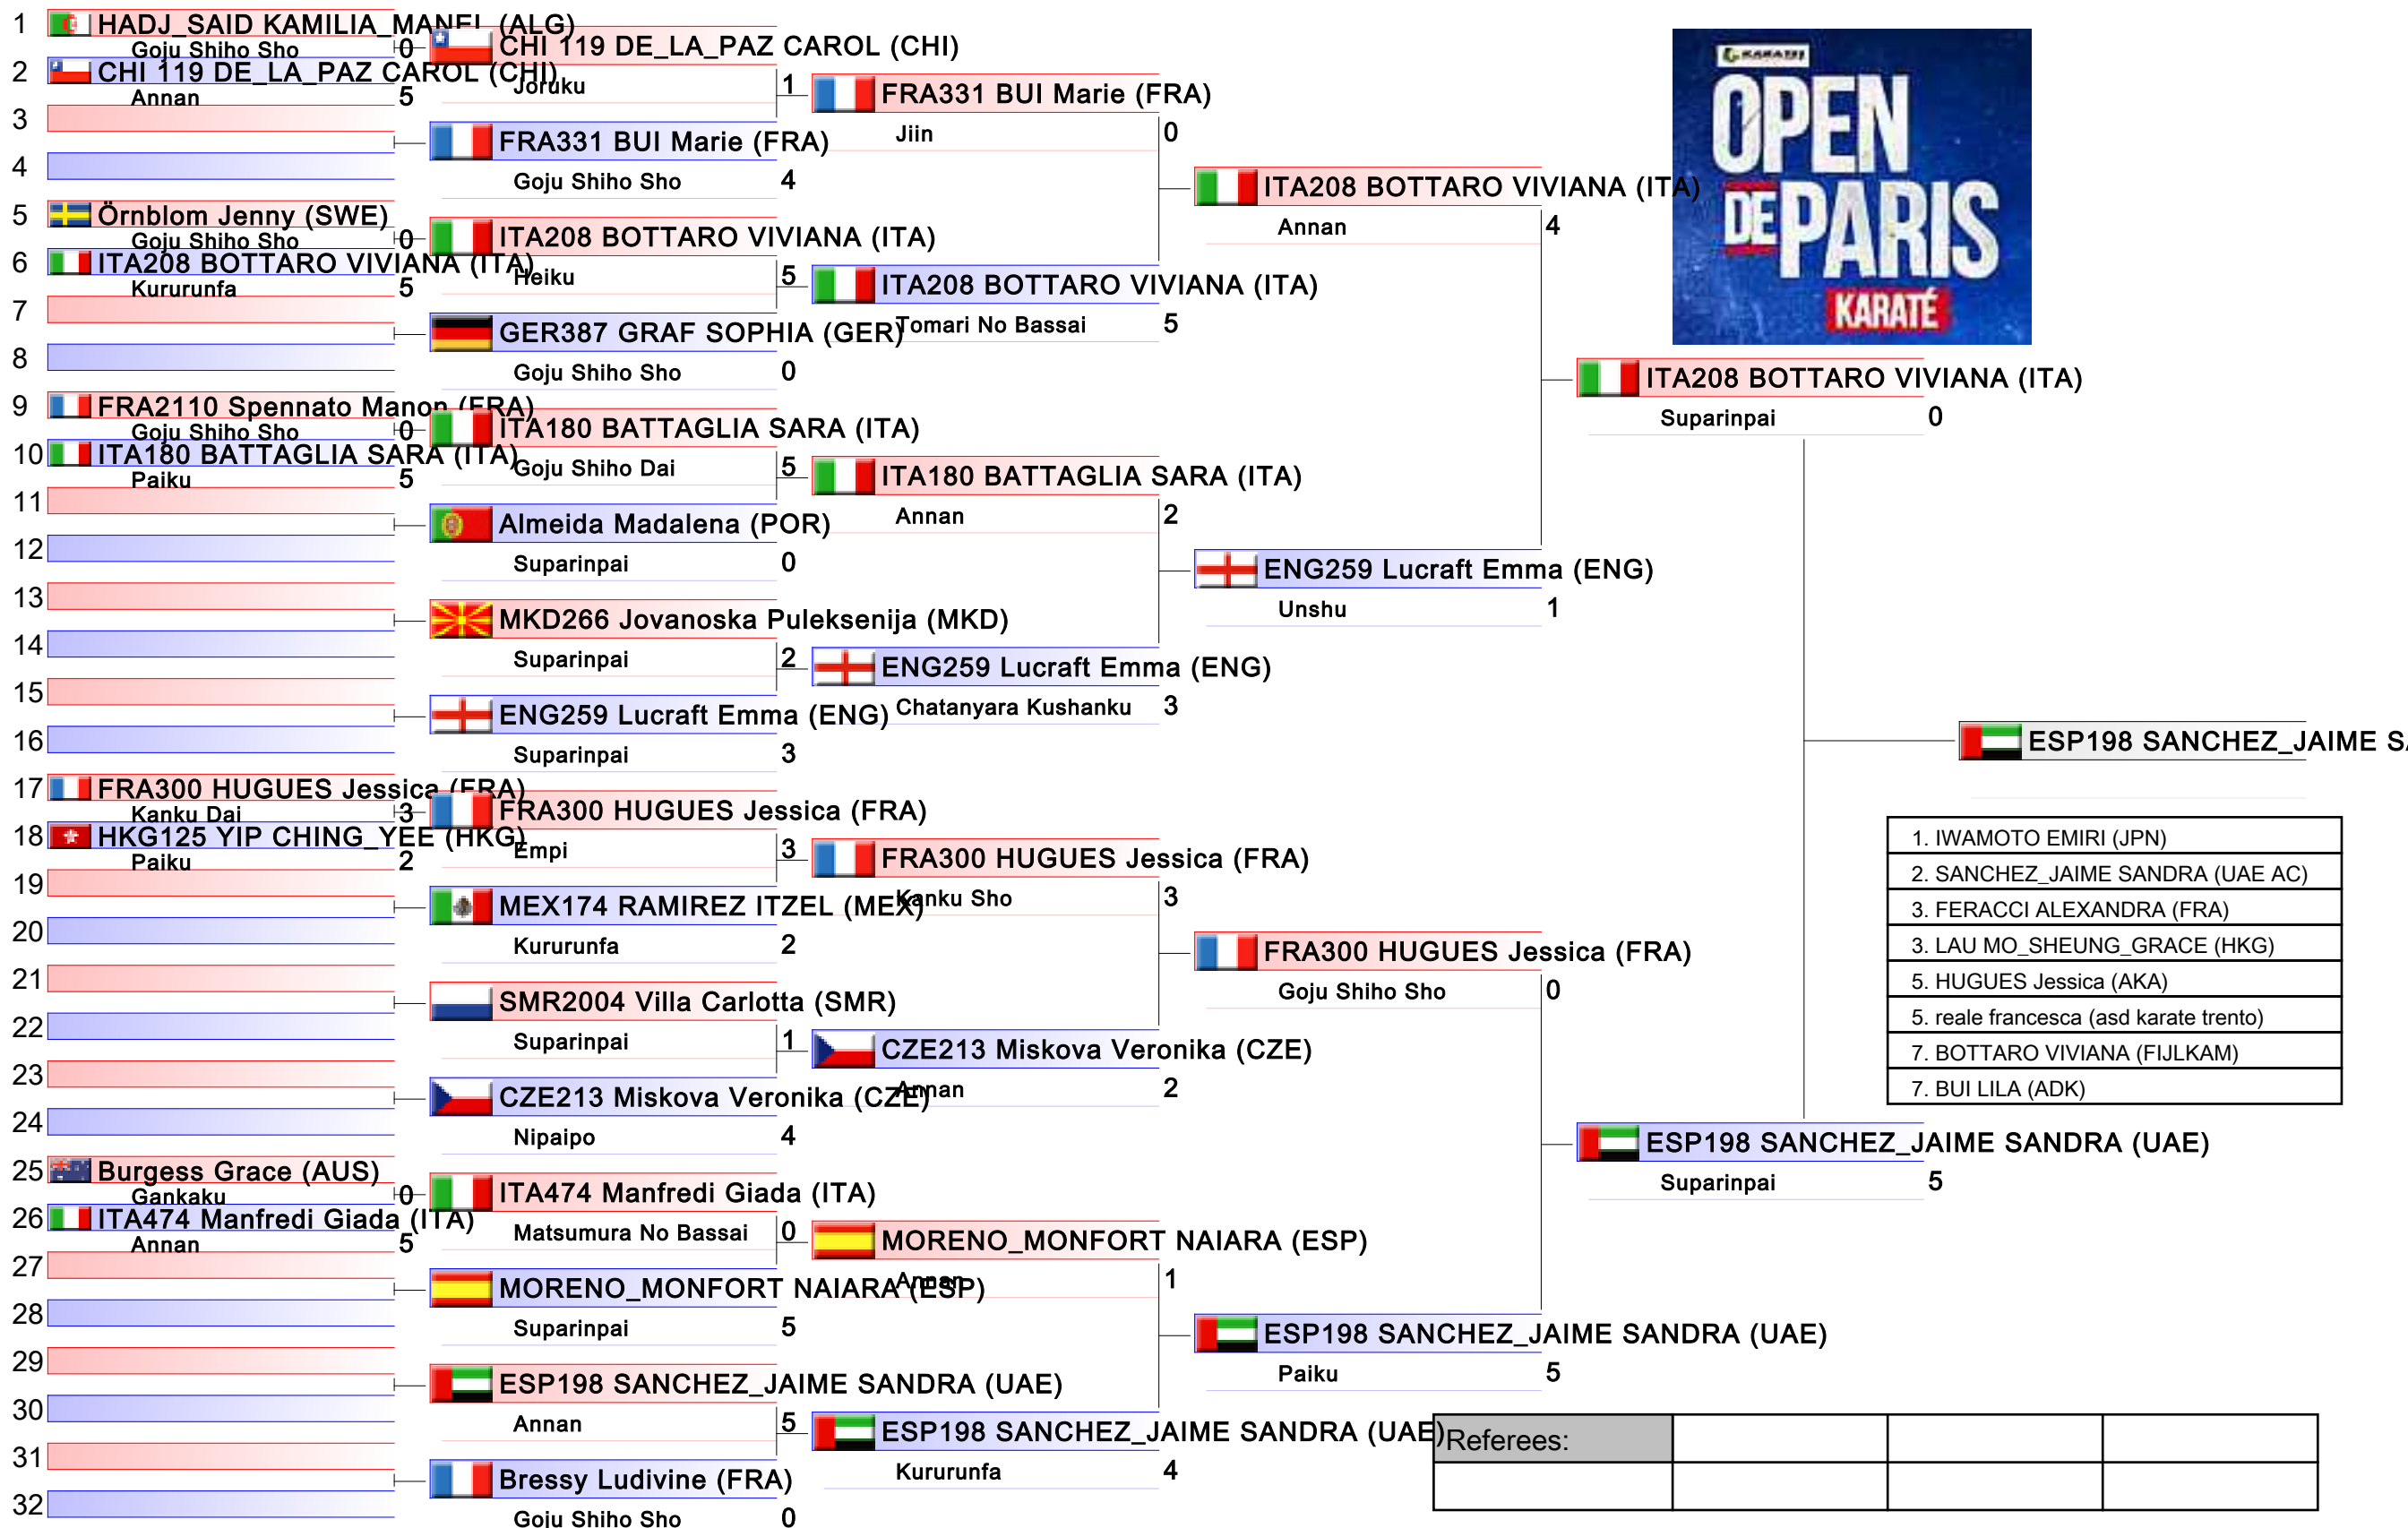 1 HADJ_SAID KAMILIA_MANEL (ALG)
Goju Shiho Sho 0
2 CHI 119 DE_LA_PAZ CAROL (CHI)
Annan 5
3
4
5 Örnblom Jenny (SWE)
Goju Shiho Sho 0
6 ITA208 BOTTARO VIVIANA (ITA)
Kururunfa 5
7
8
9 FRA2110 Spennato Manon (FRA)
Goju Shiho Sho 0
10 ITA180 BATTAGLIA SARA (ITA)
Paiku 5
11
12
13
14
15
16
17 FRA300 HUGUES Jessica (FRA)
Kanku Dai 3
18 HKG125 YIP CHING_YEE (HKG)
Paiku 2
19
20
21
22
23
24
25 Burgess Grace (AUS)
Gankaku 0
26 ITA474 Manfredi Giada (ITA)
Annan 5
27
28
29
30
31
32
CHI 119 DE_LA_PAZ CAROL (CHI)
Joruku 1
FRA331 BUI Marie (FRA)
Goju Shiho Sho 4
ITA208 BOTTARO VIVIANA (ITA)
Heiku 5
GER387 GRAF SOPHIA (GER)
Goju Shiho Sho 0
ITA180 BATTAGLIA SARA (ITA)
Goju Shiho Dai 5
Almeida Madalena (POR)
Suparinpai 0
MKD266 Jovanoska Puleksenija (MKD)
Suparinpai 2
ENG259 Lucraft Emma (ENG)
Suparinpai 3
FRA300 HUGUES Jessica (FRA)
Empi 3
MEX174 RAMIREZ ITZEL (MEX)
Kururunfa 2
SMR2004 Villa Carlotta (SMR)
Suparinpai 1
CZE213 Miskova Veronika (CZE)
Nipaipo 4
ITA474 Manfredi Giada (ITA)
Matsumura No Bassai 0
MORENO_MONFORT NAIARA (ESP)
Suparinpai 5
ESP198 SANCHEZ_JAIME SANDRA (UAE)
Annan 5
Bressy Ludivine (FRA)
Goju Shiho Sho 0
FRA331 BUI Marie (FRA)
Jiin 0
ITA208 BOTTARO VIVIANA (ITA)
Tomari No Bassai 5
ITA180 BATTAGLIA SARA (ITA)
Annan 2
ENG259 Lucraft Emma (ENG)
Chatanyara Kushanku 3
FRA300 HUGUES Jessica (FRA)
Kanku Sho 3
CZE213 Miskova Veronika (CZE)
Annan 2
MORENO_MONFORT NAIARA (ESP)
Annan 1
ESP198 SANCHEZ_JAIME SANDRA (UAE)
Kururunfa 4
ITA208 BOTTARO VIVIANA (ITA)
Annan 4
ENG259 Lucraft Emma (ENG)
Unshu 1
FRA300 HUGUES Jessica (FRA)
Goju Shiho Sho 0
ESP198 SANCHEZ_JAIME SANDRA (UAE)
Paiku 5
KARATE1
OPEN
DE PARIS
KARATÉ
ITA208 BOTTARO VIVIANA (ITA)
Suparinpai 0
ESP198 SANCHEZ_JAIME SANDRA (UAE)
Suparinpai 5
ESP198 SANCHEZ_JAIME S
1. IWAMOTO EMIRI (JPN)
2. SANCHEZ_JAIME SANDRA (UAE AC)
3. FERACCI ALEXANDRA (FRA)
3. LAU MO_SHEUNG_GRACE (HKG)
5. HUGUES Jessica (AKA)
5. reale francesca (asd karate trento)
7. BOTTARO VIVIANA (FIJLKAM)
7. BUI LILA (ADK)
Referees: